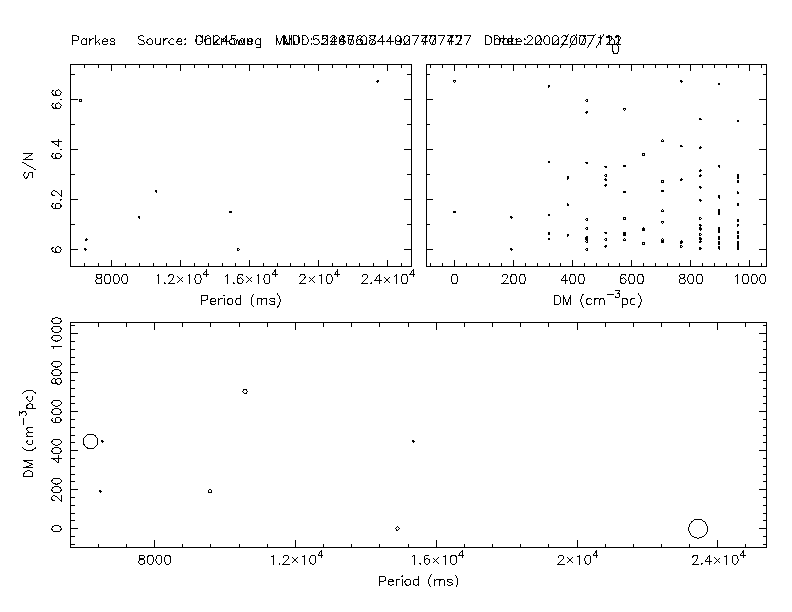 Parkes Source:
6.6
6.4
6.2
6
S/N
8000 1.2×10⁴ 1.6×10⁴ 2×10⁴ 2.4×10⁴
Period (ms)
0 200 400 600 800 1000
DM (cm⁻³pc)
1000
800
600
400
200
0
DM (cm⁻³pc)
8000 1.2×10⁴ 1.6×10⁴ 2×10⁴ 2.4×10⁴
Period (ms)